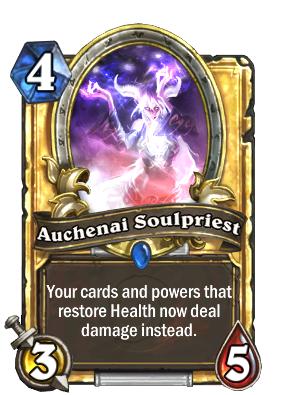 4
Auchenai Soulpriest
Your cards and powers that
restore Health now deal
damage instead.
3
5